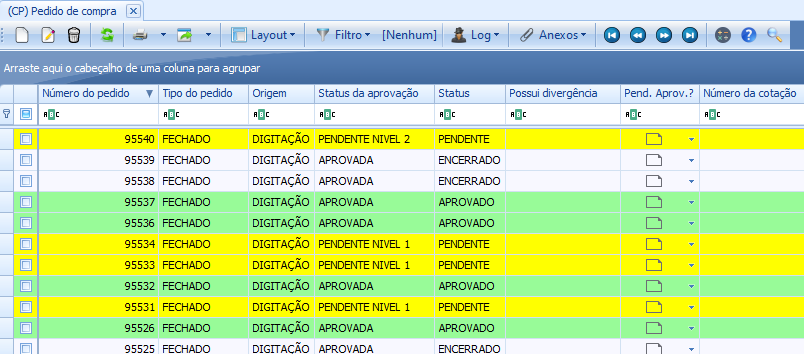 (CP) Pedido de compra
Layout Filtro [Nenhum] Log Anexos
Arraste aqui o cabeçalho de uma coluna para agrupar
Número do pedido Tipo do pedido Origem Status da aprovação Status Possui divergência Pend. Aprov.? Número da cotação
ABC ABC ABC ABC ABC ABC ABC ABC
95540 FECHADO DIGITAÇÃO PENDENTE NIVEL 2 PENDENTE
95539 FECHADO DIGITAÇÃO APROVADA ENCERRADO
95538 FECHADO DIGITAÇÃO APROVADA ENCERRADO
95537 FECHADO DIGITAÇÃO APROVADA APROVADO
95536 FECHADO DIGITAÇÃO APROVADA APROVADO
95534 FECHADO DIGITAÇÃO PENDENTE NIVEL 1 PENDENTE
95533 FECHADO DIGITAÇÃO PENDENTE NIVEL 1 PENDENTE
95532 FECHADO DIGITAÇÃO APROVADA APROVADO
95531 FECHADO DIGITAÇÃO PENDENTE NIVEL 1 PENDENTE
95526 FECHADO DIGITAÇÃO APROVADA APROVADO
95525 FECHADO DIGITAÇÃO APROVADA ENCERRADO